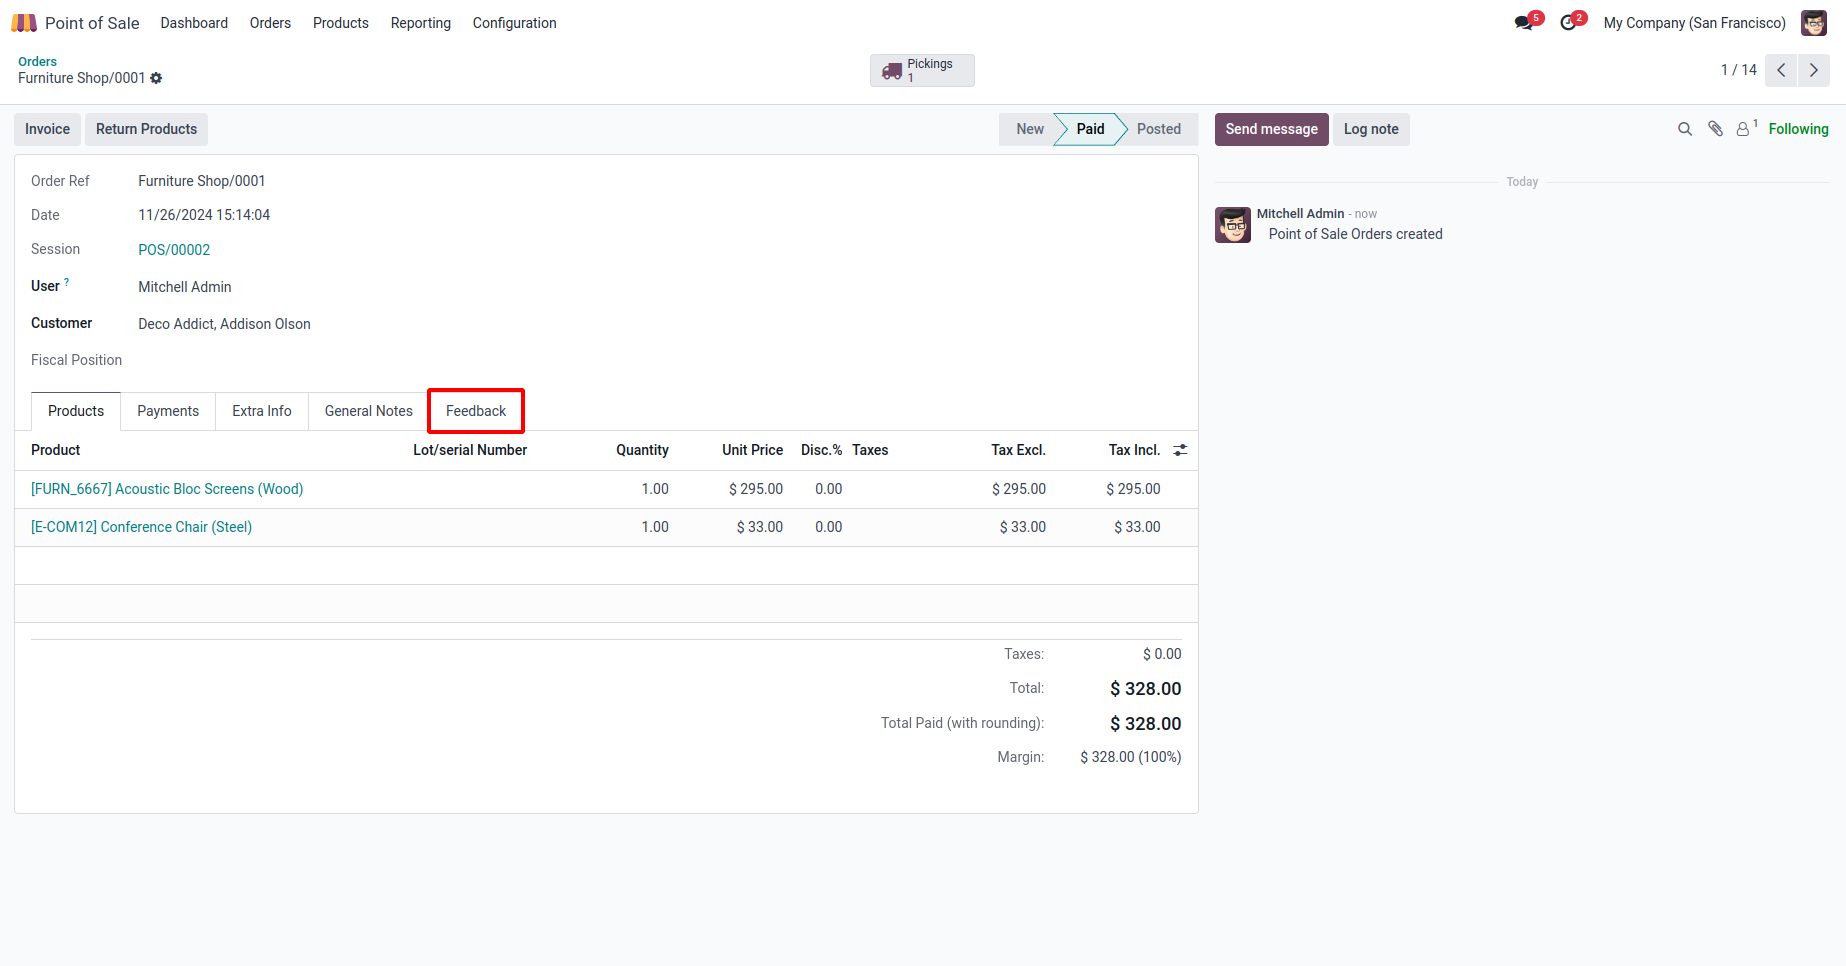 Point of Sale Dashboard Orders Products Reporting Configuration 5 2 My Company (San Francisco)
Orders
Furniture Shop/0001
Pickings
1
1 / 14
Invoice Return Products New Paid Posted Send message Log note 1 Following
Order Ref Furniture Shop/0001
Date 11/26/2024 15:14:04
Session POS/00002
User ? Mitchell Admin
Customer Deco Addict, Addison Olson
Fiscal Position
Today
Mitchell Admin - now
Point of Sale Orders created
Products Payments Extra Info General Notes Feedback
Product Lot/serial Number Quantity Unit Price Disc.% Taxes Tax Excl. Tax Incl.
[FURN_6667] Acoustic Bloc Screens (Wood) 1.00 $ 295.00 0.00 $ 295.00 $ 295.00
[E-COM12] Conference Chair (Steel) 1.00 $ 33.00 0.00 $ 33.00 $ 33.00
Taxes: $ 0.00
Total: $ 328.00
Total Paid (with rounding): $ 328.00
Margin: $ 328.00 (100%)